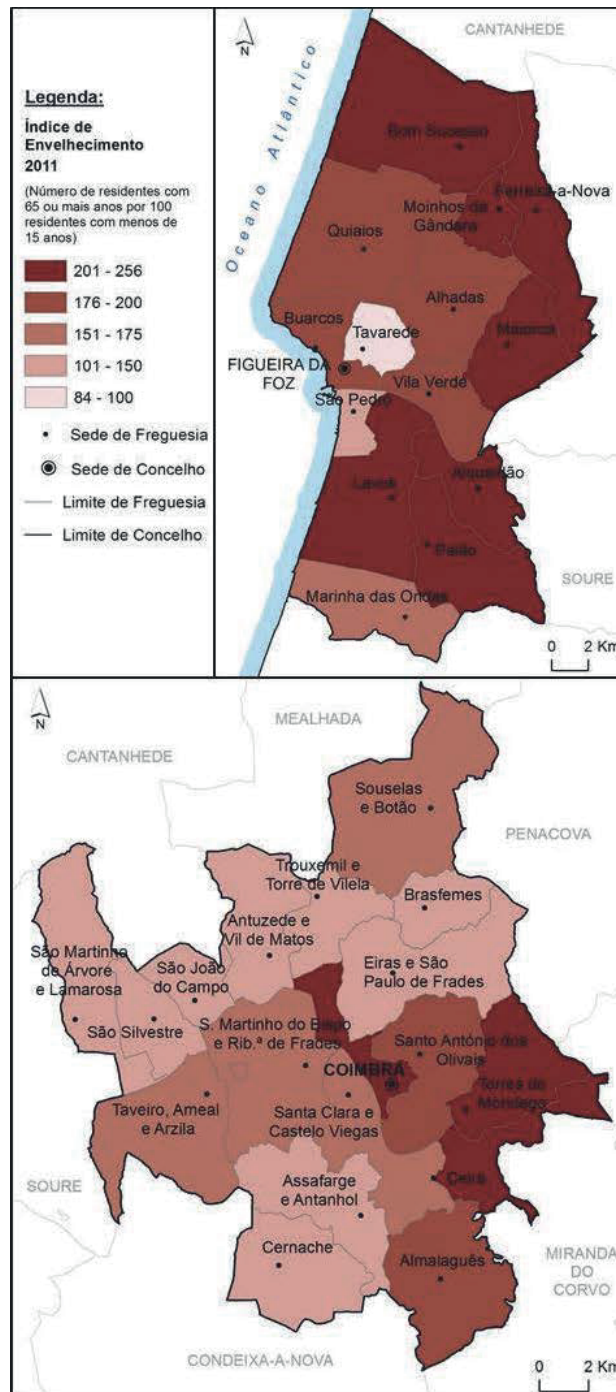 Legenda:
Índice de
Envelhecimento
2011
(Número de residentes com
65 ou mais anos por 100
residentes com menos de
15 anos)
201 - 256
176 - 200
151 - 175
101 - 150
84 - 100
Sede de Freguesia
Sede de Concelho
Limite de Freguesia
Limite de Concelho
N
CANTANHEDE
Oceano Atlântico
Bom Sucesso
Ferreira-a-Nova
Moinhos da
Gândara
Quiaios
Alhadas
Buarcos
Tavarede
Maiorca
FIGUEIRA DA
FOZ
Vila Verde
São Pedro
Alqueidão
Lavos
Paião
SOURE
Marinha das Ondas
0 2 Km
N
MEALHADA
CANTANHEDE
Souselas
e Botão
PENACOVA
Trouxemil e
Torre de Vilela
Brasfemes
Antuzede e
Vil de Matos
São Martinho
de Árvore
e Lamarosa
São João
do Campo
Eiras e São
Paulo de Frades
São Silvestre
S. Martinho do Bispo
e Rib.ª de Frades
Santo António dos
Olivais
COIMBRA
Torres do
Mondego
Taveiro, Ameal
e Arzila
Santa Clara e
Castelo Viegas
SOURE
Assafarge
e Antanhol
Ceira
Cernache
Almalaguês
MIRANDA
DO
CORVO
CONDEIXA-A-NOVA
0 2 Km